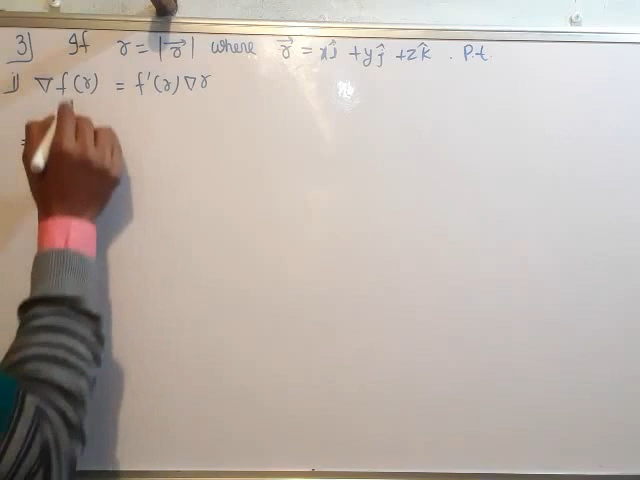 3] If r = |r⃗| where r⃗ = xî + yĵ + zk̂ . P.t.
i) ∇f(r) = f'(r)∇r
=